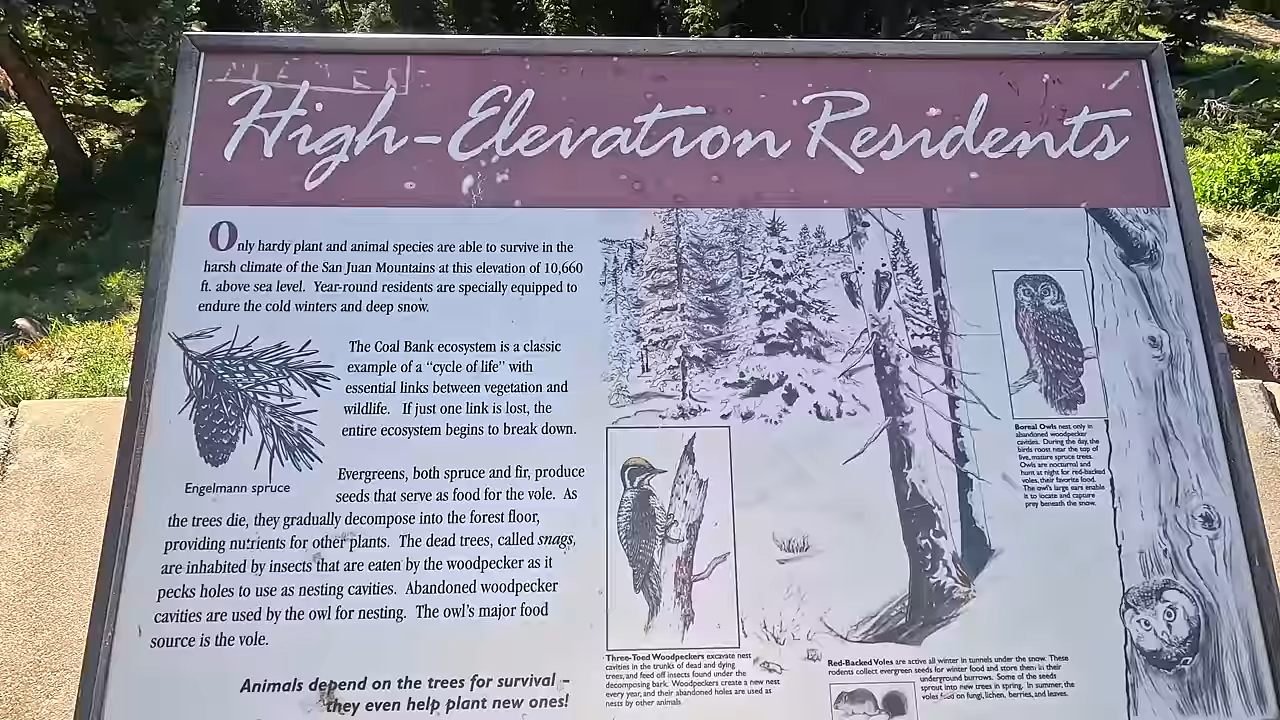 High-Elevation Residents
Only hardy plant and animal species are able to survive in the
harsh climate of the San Juan Mountains at this elevation of 10,660
ft. above sea level. Year-round residents are specially equipped to
endure the cold winters and deep snow.
The Coal Bank ecosystem is a classic
example of a “cycle of life” with
essential links between vegetation and
wildlife. If just one link is lost, the
entire ecosystem begins to break down.
Engelmann spruce
Evergreens, both spruce and fir, produce
seeds that serve as food for the vole. As
the trees die, they gradually decompose into the forest floor,
providing nutrients for other plants. The dead trees, called snags,
are inhabited by insects that are eaten by the woodpecker as it
pecks holes to use as nesting cavities. Abandoned woodpecker
cavities are used by the owl for nesting. The owl's major food
source is the vole.
Animals depend on the trees for survival –
they even help plant new ones!
Three-Toed Woodpeckers excavate nest
cavities in the trunks of dead and dying
trees, and feed off insects found under the
decomposing bark. Woodpeckers create a new nest
every year, and their abandoned holes are used as
nests by other animals.
Boreal Owls nest only in
abandoned woodpecker
cavities. During the day, the
birds roost near the top of
live, mature spruce trees.
Owls are nocturnal and
hunt at night for red-backed
voles, their favorite food.
The owl's large ears enable
it to locate and capture
prey beneath the snow.
Red-Backed Voles are active all winter in tunnels under the snow. These
rodents collect evergreen seeds for winter food and store them in their
underground burrows. Some of the seeds
sprout into new trees in spring. In summer, the
voles feed on fungi, lichen, berries, and leaves.